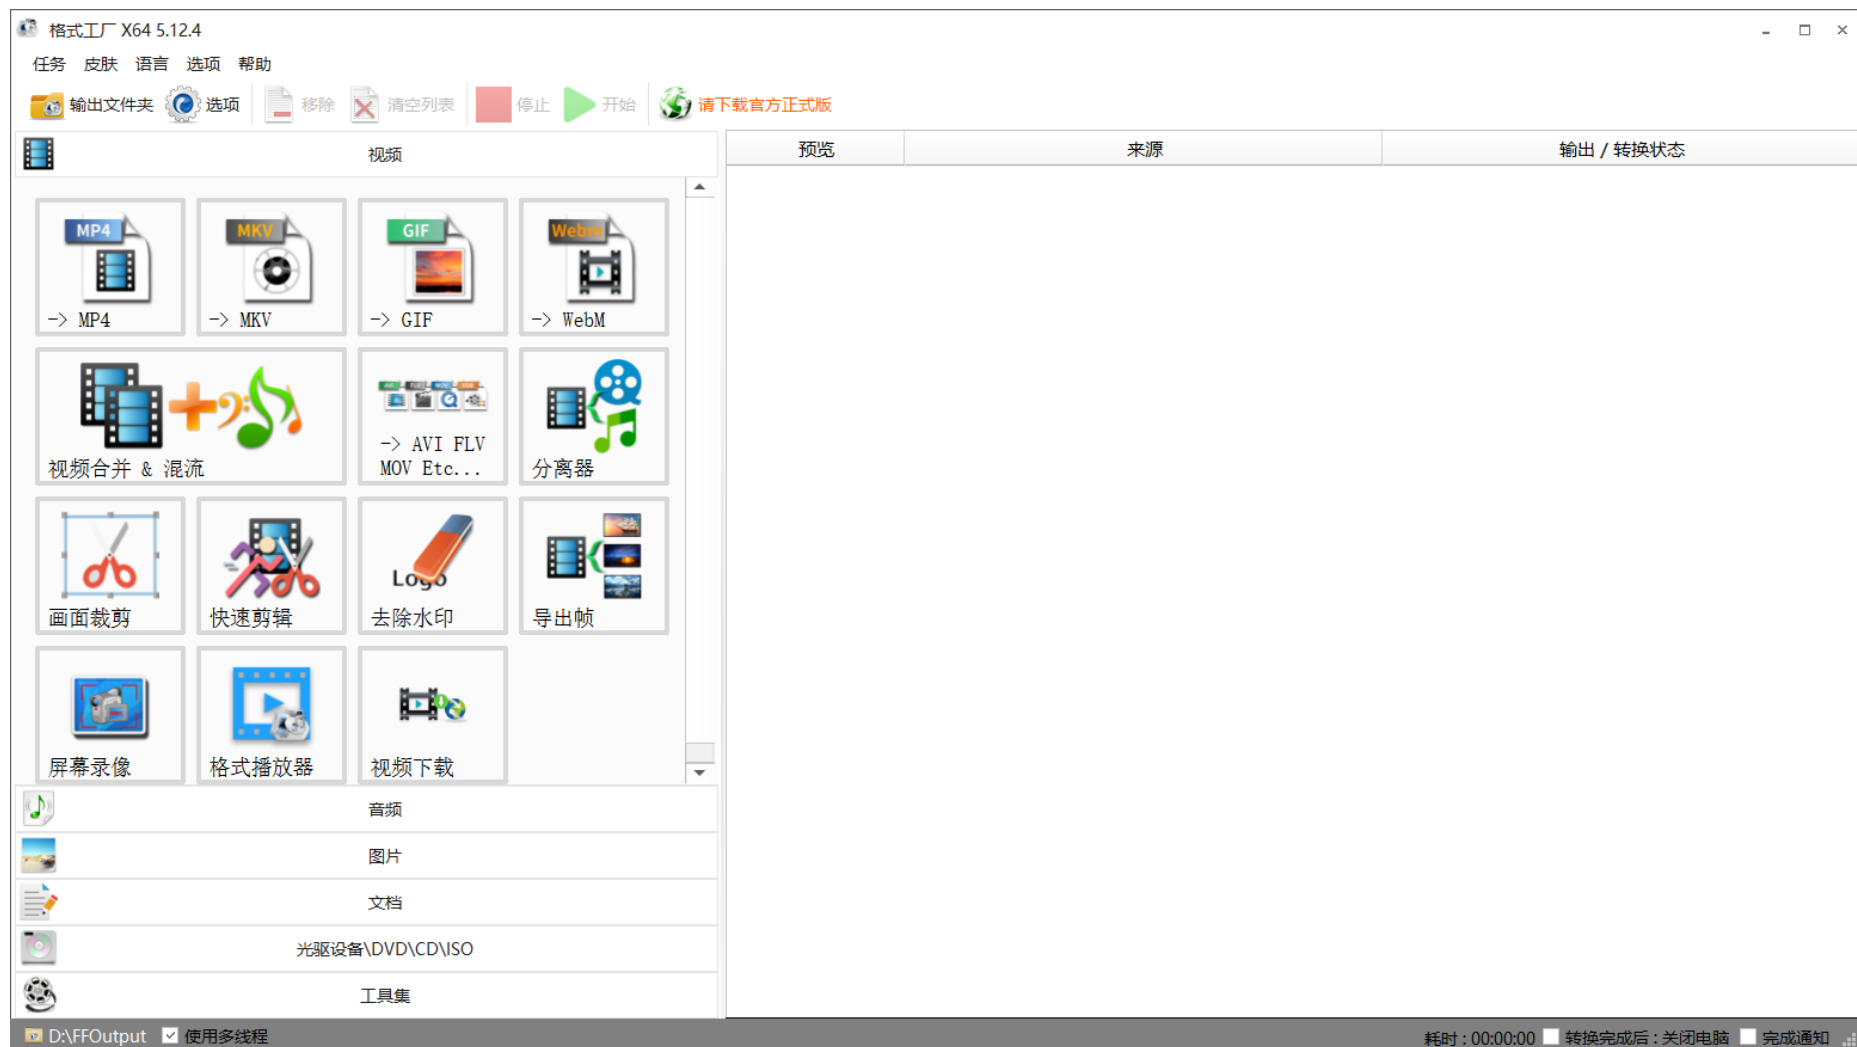 格式工厂 X64 5.12.4
任务 皮肤 语言 选项 帮助
输出文件夹 选项 移除 清空列表 停止 开始 请下载官方正式版
视频
预览 来源 输出 / 转换状态
MP4 MKV GIF Webm
-> MP4 -> MKV -> GIF -> WebM
-> AVI FLV
视频合并 & 混流 MOV Etc... 分离器
Logo
画面裁剪 快速剪辑 去除水印 导出帧
屏幕录像 格式播放器 视频下载
音频
图片
文档
光驱设备\DVD\CD\ISO
工具集
D:\FFOutput 使用多线程 耗时 : 00:00:00 转换完成后 : 关闭电脑 完成通知